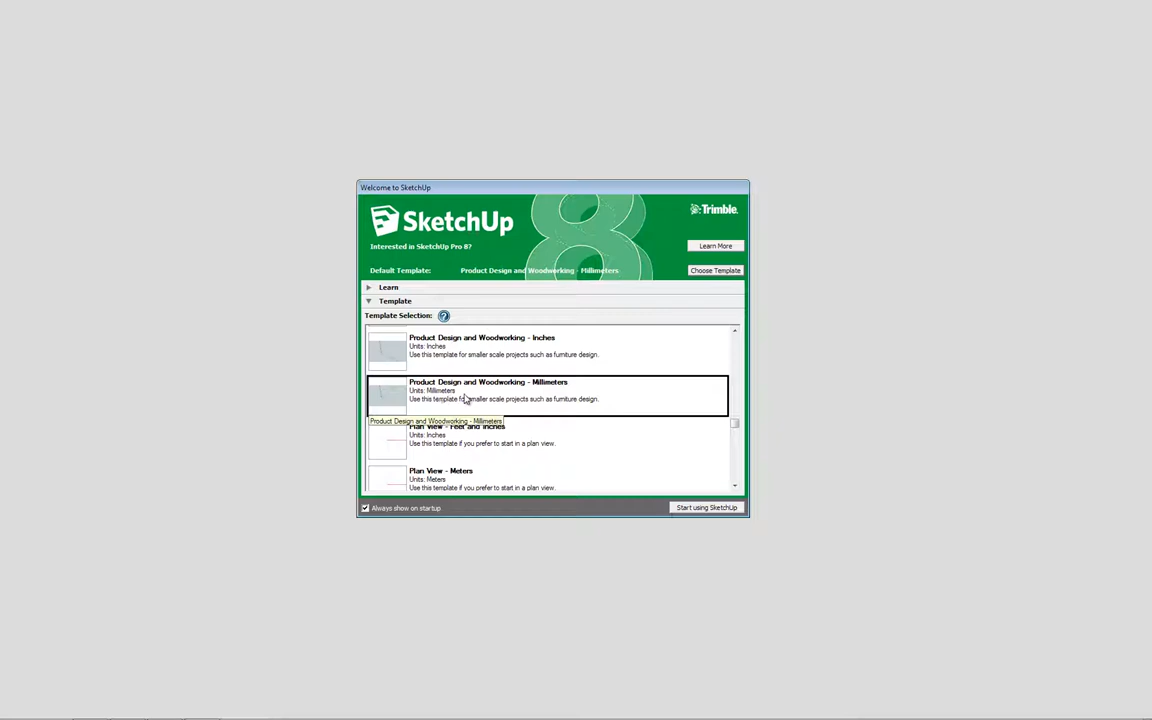 Welcome to SketchUp
SketchUp
Trimble.
Interested in SketchUp Pro 8?
Learn More
Default Template: Product Design and Woodworking - Millimeters
Choose Template
Learn
Template
Template Selection: ?
Product Design and Woodworking - Inches
Units: Inches
Use this template for smaller scale projects such as furniture design.
Product Design and Woodworking - Millimeters
Units: Millimeters
Use this template for smaller scale projects such as furniture design.
Product Design and Woodworking - Millimeters
Plan View - Feet and Inches
Units: Inches
Use this template if you prefer to start in a plan view.
Plan View - Meters
Units: Meters
Use this template if you prefer to start in a plan view.
Always show on startup
Start using SketchUp